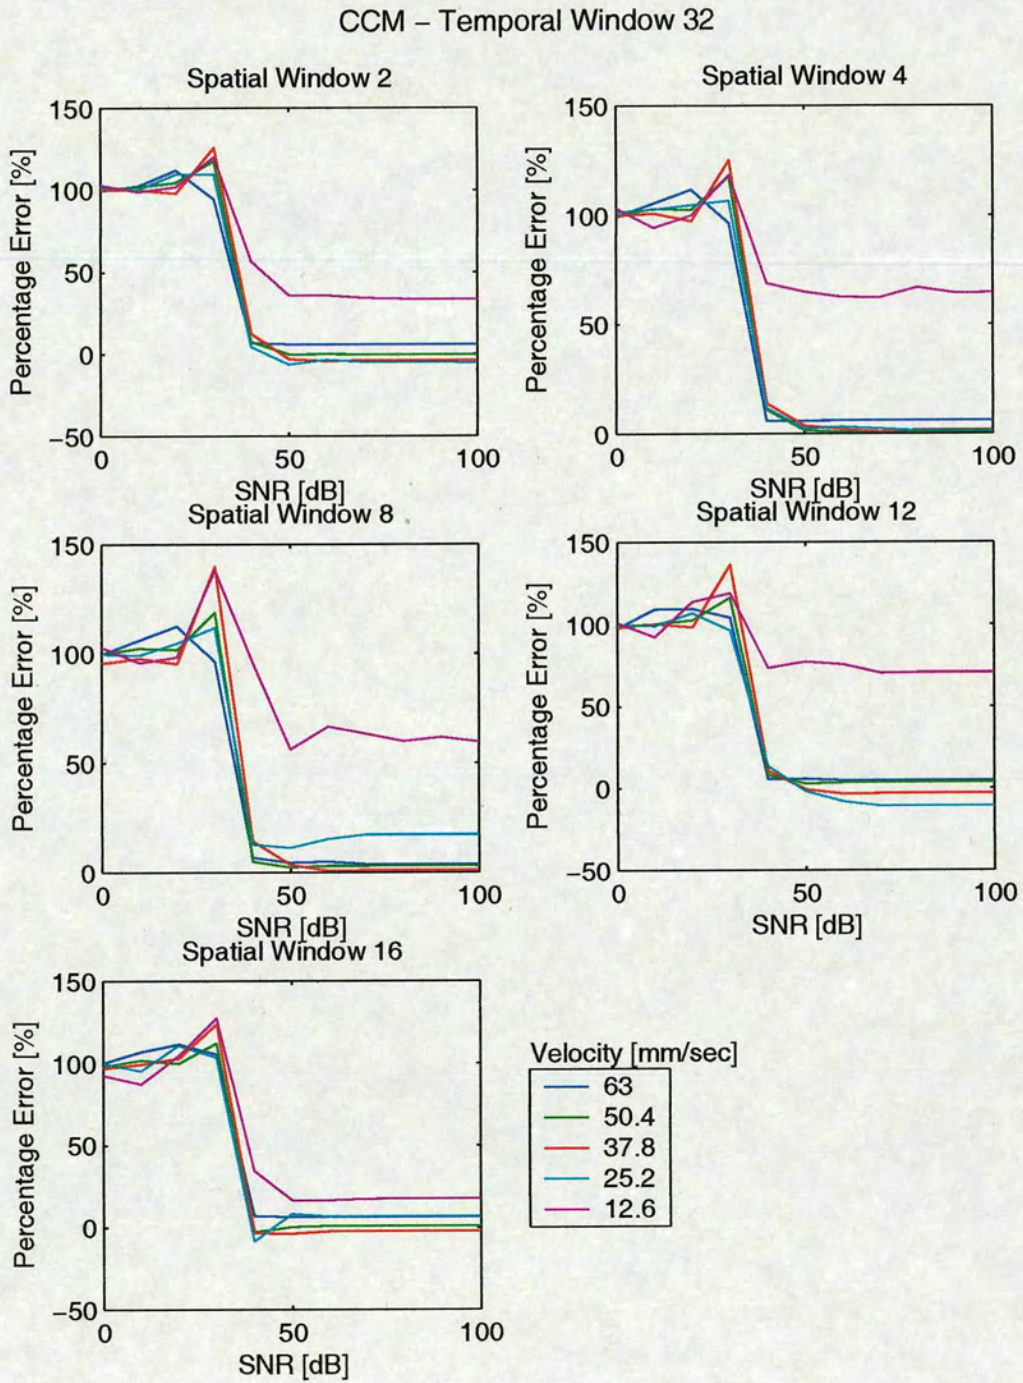 CCM – Temporal Window 32
Spatial Window 2
Percentage Error [%]
150
100
50
0
−50
0 50 100
SNR [dB]
Spatial Window 4
Percentage Error [%]
150
100
50
0
0 50 100
SNR [dB]
Spatial Window 8
Percentage Error [%]
150
100
50
0
0 50 100
SNR [dB]
Spatial Window 12
Percentage Error [%]
150
100
50
0
−50
0 50 100
SNR [dB]
Spatial Window 16
Percentage Error [%]
150
100
50
0
−50
0 50 100
SNR [dB]
Velocity [mm/sec]
63
50.4
37.8
25.2
12.6